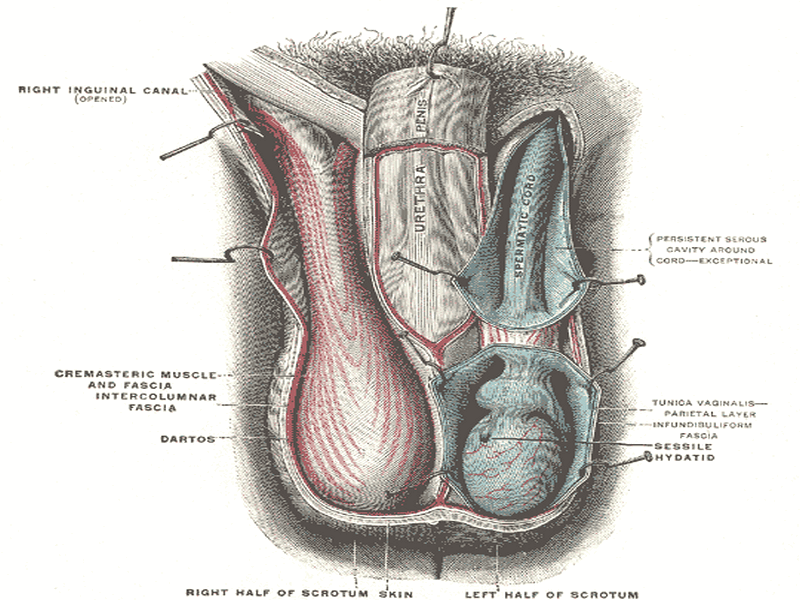 RIGHT INGUINAL CANAL
(OPENED)
PENIS
URETHRA
SPERMATIC CORD
PERSISTENT SEROUS
CAVITY AROUND
CORD—EXCEPTIONAL
CREMASTERIC MUSCLE
AND FASCIA
INTERCOLUMNAR
FASCIA
DARTOS
TUNICA VAGINALIS—
PARIETAL LAYER
INFUNDIBULIFORM
FASCIA
SESSILE
HYDATID
RIGHT HALF OF SCROTUM SKIN
LEFT HALF OF SCROTUM